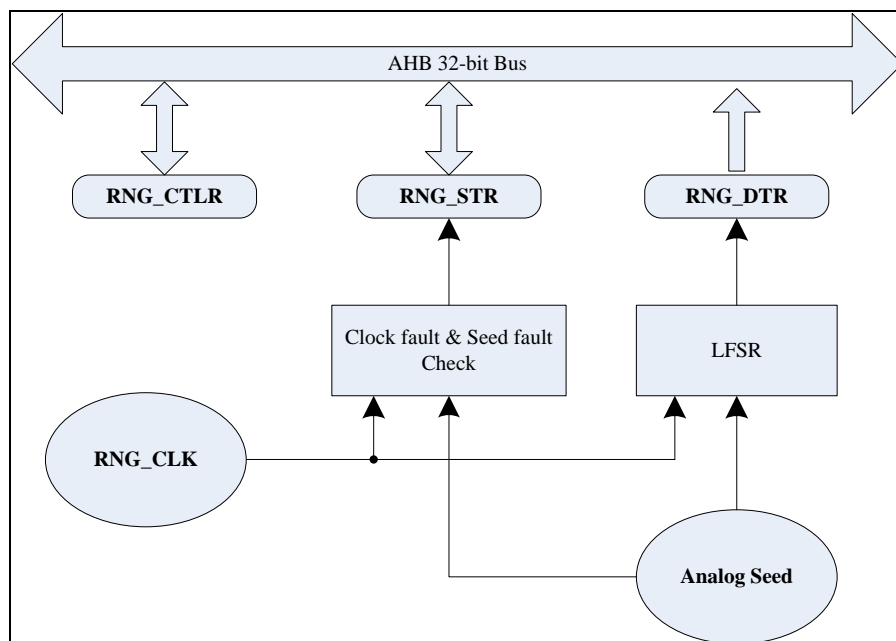 AHB 32-bit Bus
RNG_CTLR
RNG_STR
RNG_DTR
Clock fault & Seed fault
Check
LFSR
RNG_CLK
Analog Seed